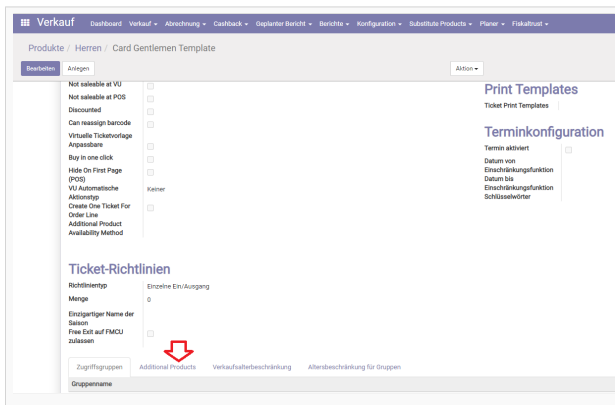 Verkauf Dashboard Verkauf Abrechnung Cashback Geplanter Bericht Berichte Konfiguration Substitute Products Planer Fiskaltrust
Produkte / Herren / Card Gentlemen Template
Bearbeiten Anlegen Aktion
Not saleable at VU
Not saleable at POS
Discounted
Can reassign barcode
Virtuelle Ticketvorlage
Anpassbare
Buy in one click
Hide On First Page
(POS)
VU Automatische Keiner
Aktionstyp
Create One Ticket For
Order Line
Additional Product
Availability Method
Print Templates
Ticket Print Templates
Terminkonfiguration
Termin aktiviert
Datum von
Einschränkungsfunktion
Datum bis
Einschränkungsfunktion
Schlüsselwörter
Ticket-Richtlinien
Richtlinientyp Einzelne Ein/Ausgang
Menge 0
Einzigartiger Name der
Saison
Free Exit auf FMCU
zulassen
Zugriffsgruppen Additional Products Verkaufsalterbeschränkung Altersbeschränkung für Gruppen
Gruppenname